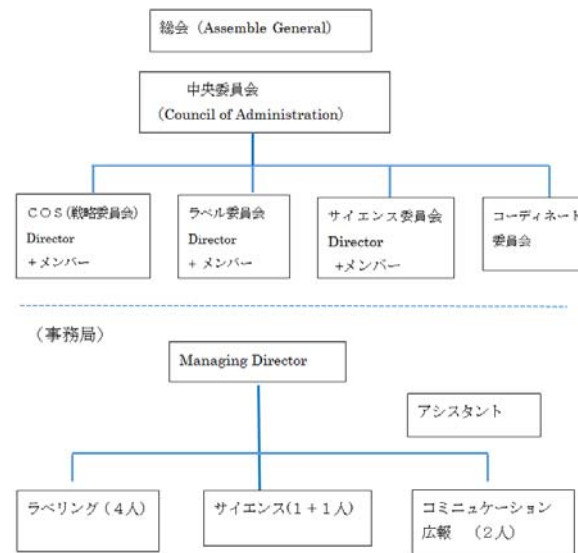 総会 (Assemble General)
中央委員会
(Council of Administration)
ＣＯＳ(戦略委員会)
Director
+メンバー
ラベル委員会
Director
+ メンバー
サイエンス委員会
Director
+メンバー
コーディネート
委員会
（事務局）
Managing Director
アシスタント
ラベリング（４人）
サイエンス(１+１人)
コミニュケーション
広報　（２人）